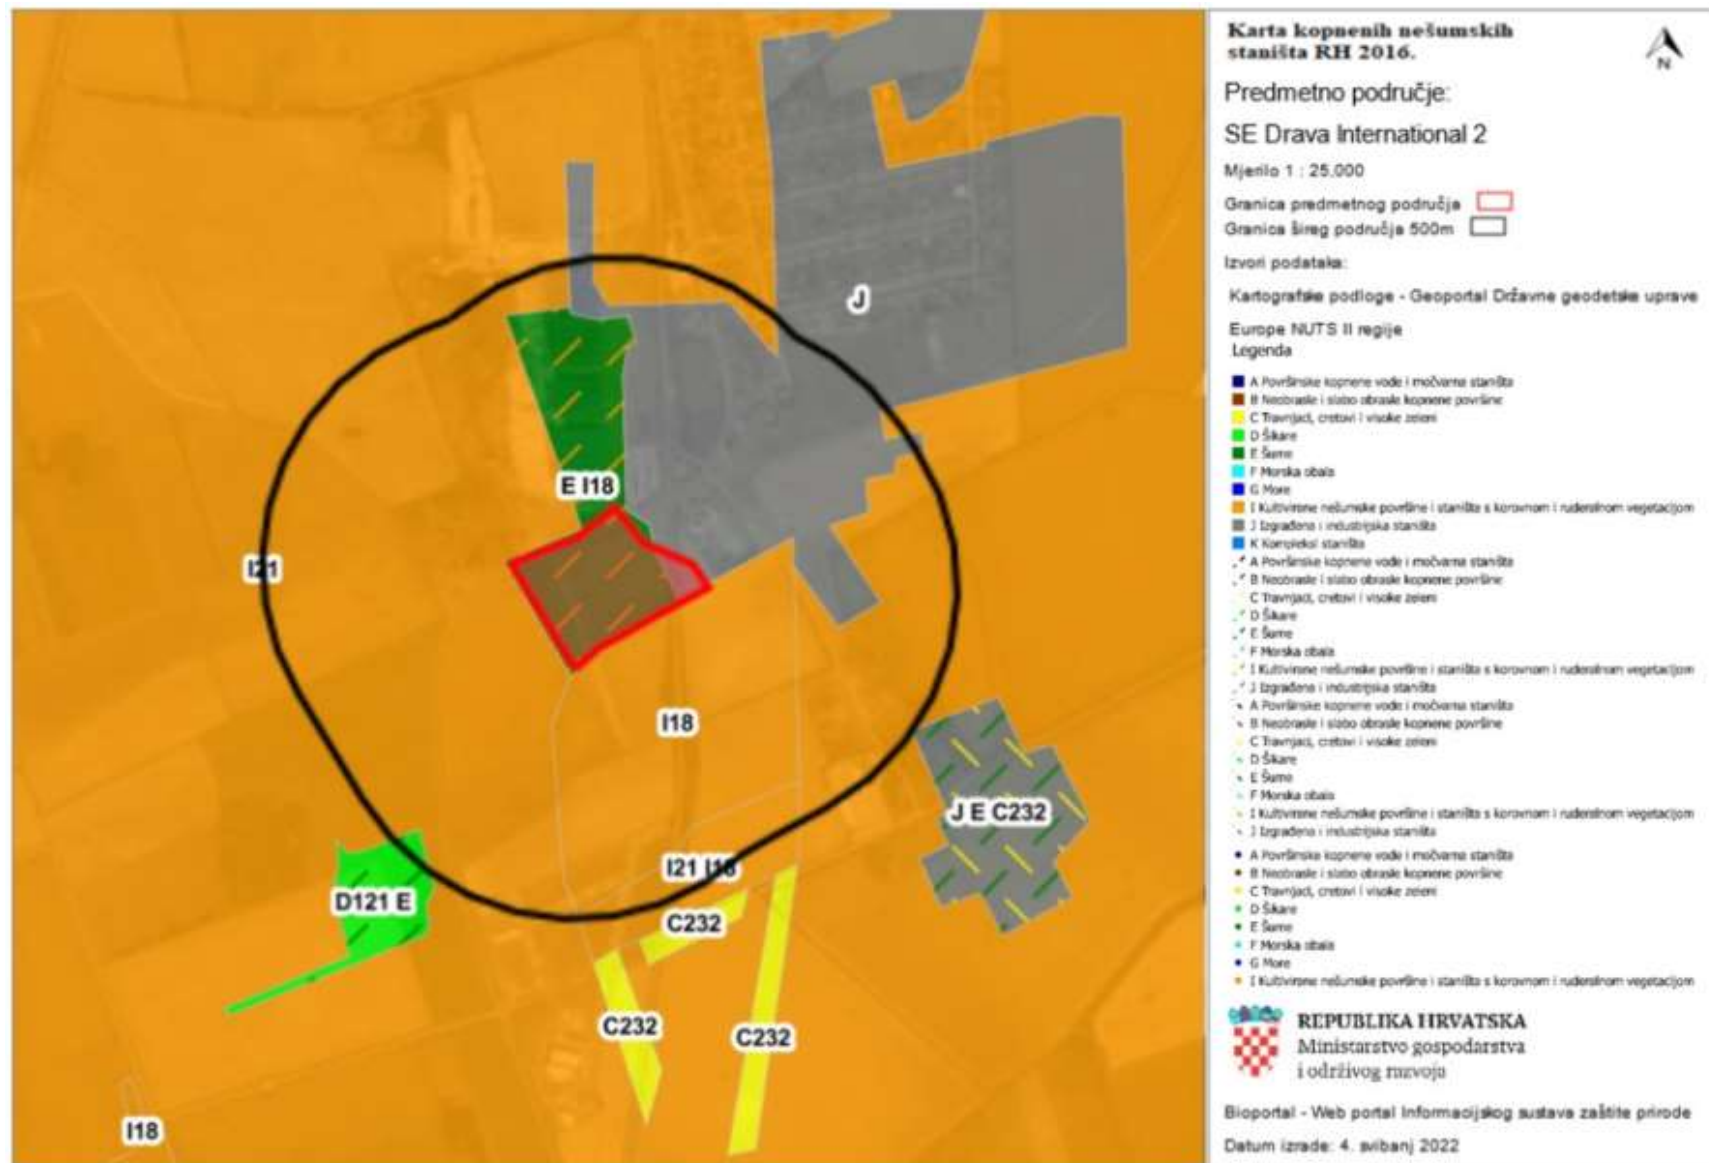 Karta kopnenih nešumskih
staništa RH 2016.
N
Predmetno područje:
SE Drava International 2
Mjerilo 1 : 25.000
Granica predmetnog područja
Granica šireg područja 500m
Izvori podataka:
Kartografske podloge - Geoportal Državne geodetske uprave
Europe NUTS II regije
Legenda
A Površinske kopnene vode i močvarna staništa
B Neobrasle i slabo obrasle kopnene površine
C Travnjaci, cretovi i visoke zeleni
D Šikare
E Šume
F Morska obala
G More
I Kultivirane nešumske površine i staništa s korovnom i ruderalnom vegetacijom
J Izgrađena i industrijska staništa
K Kompleksi staništa
A Površinske kopnene vode i močvarna staništa
B Neobrasle i slabo obrasle kopnene površine
C Travnjaci, cretovi i visoke zeleni
D Šikare
E Šume
F Morska obala
I Kultivirane nešumske površine i staništa s korovnom i ruderalnom vegetacijom
J Izgrađena i industrijska staništa
A Površinske kopnene vode i močvarna staništa
B Neobrasle i slabo obrasle kopnene površine
C Travnjaci, cretovi i visoke zeleni
D Šikare
E Šume
F Morska obala
I Kultivirane nešumske površine i staništa s korovnom i ruderalnom vegetacijom
J Izgrađena i industrijska staništa
A Površinske kopnene vode i močvarna staništa
B Neobrasle i slabo obrasle kopnene površine
C Travnjaci, cretovi i visoke zeleni
D Šikare
E Šume
F Morska obala
G More
I Kultivirane nešumske površine i staništa s korovnom i ruderalnom vegetacijom
REPUBLIKA HRVATSKA
Ministarstvo gospodarstva
i održivog razvoja
Bioportal - Web portal Informacijskog sustava zaštite prirode
Datum izrade: 4. svibanj 2022
J
E I18
I21
I18
J E C232
I21 I18
D121 E
C232
C232
C232
I18